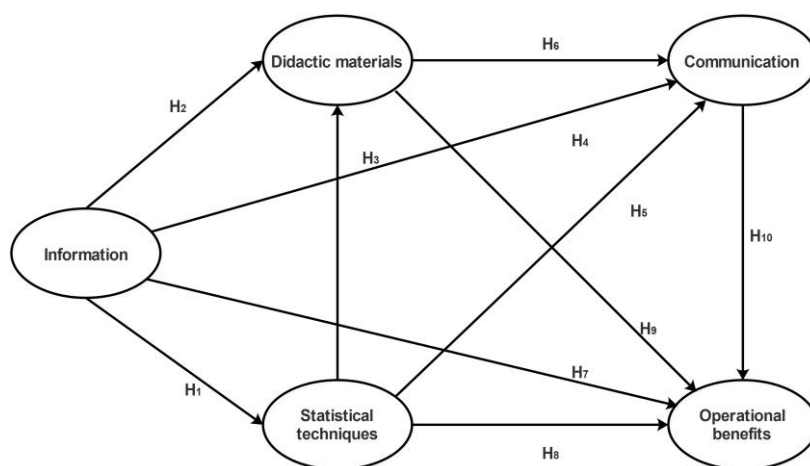 Didactic materials
H6
Communication
H2
H3
H4
H5
Information
H10
H9
H7
H1
Statistical
techniques
H8
Operational
benefits